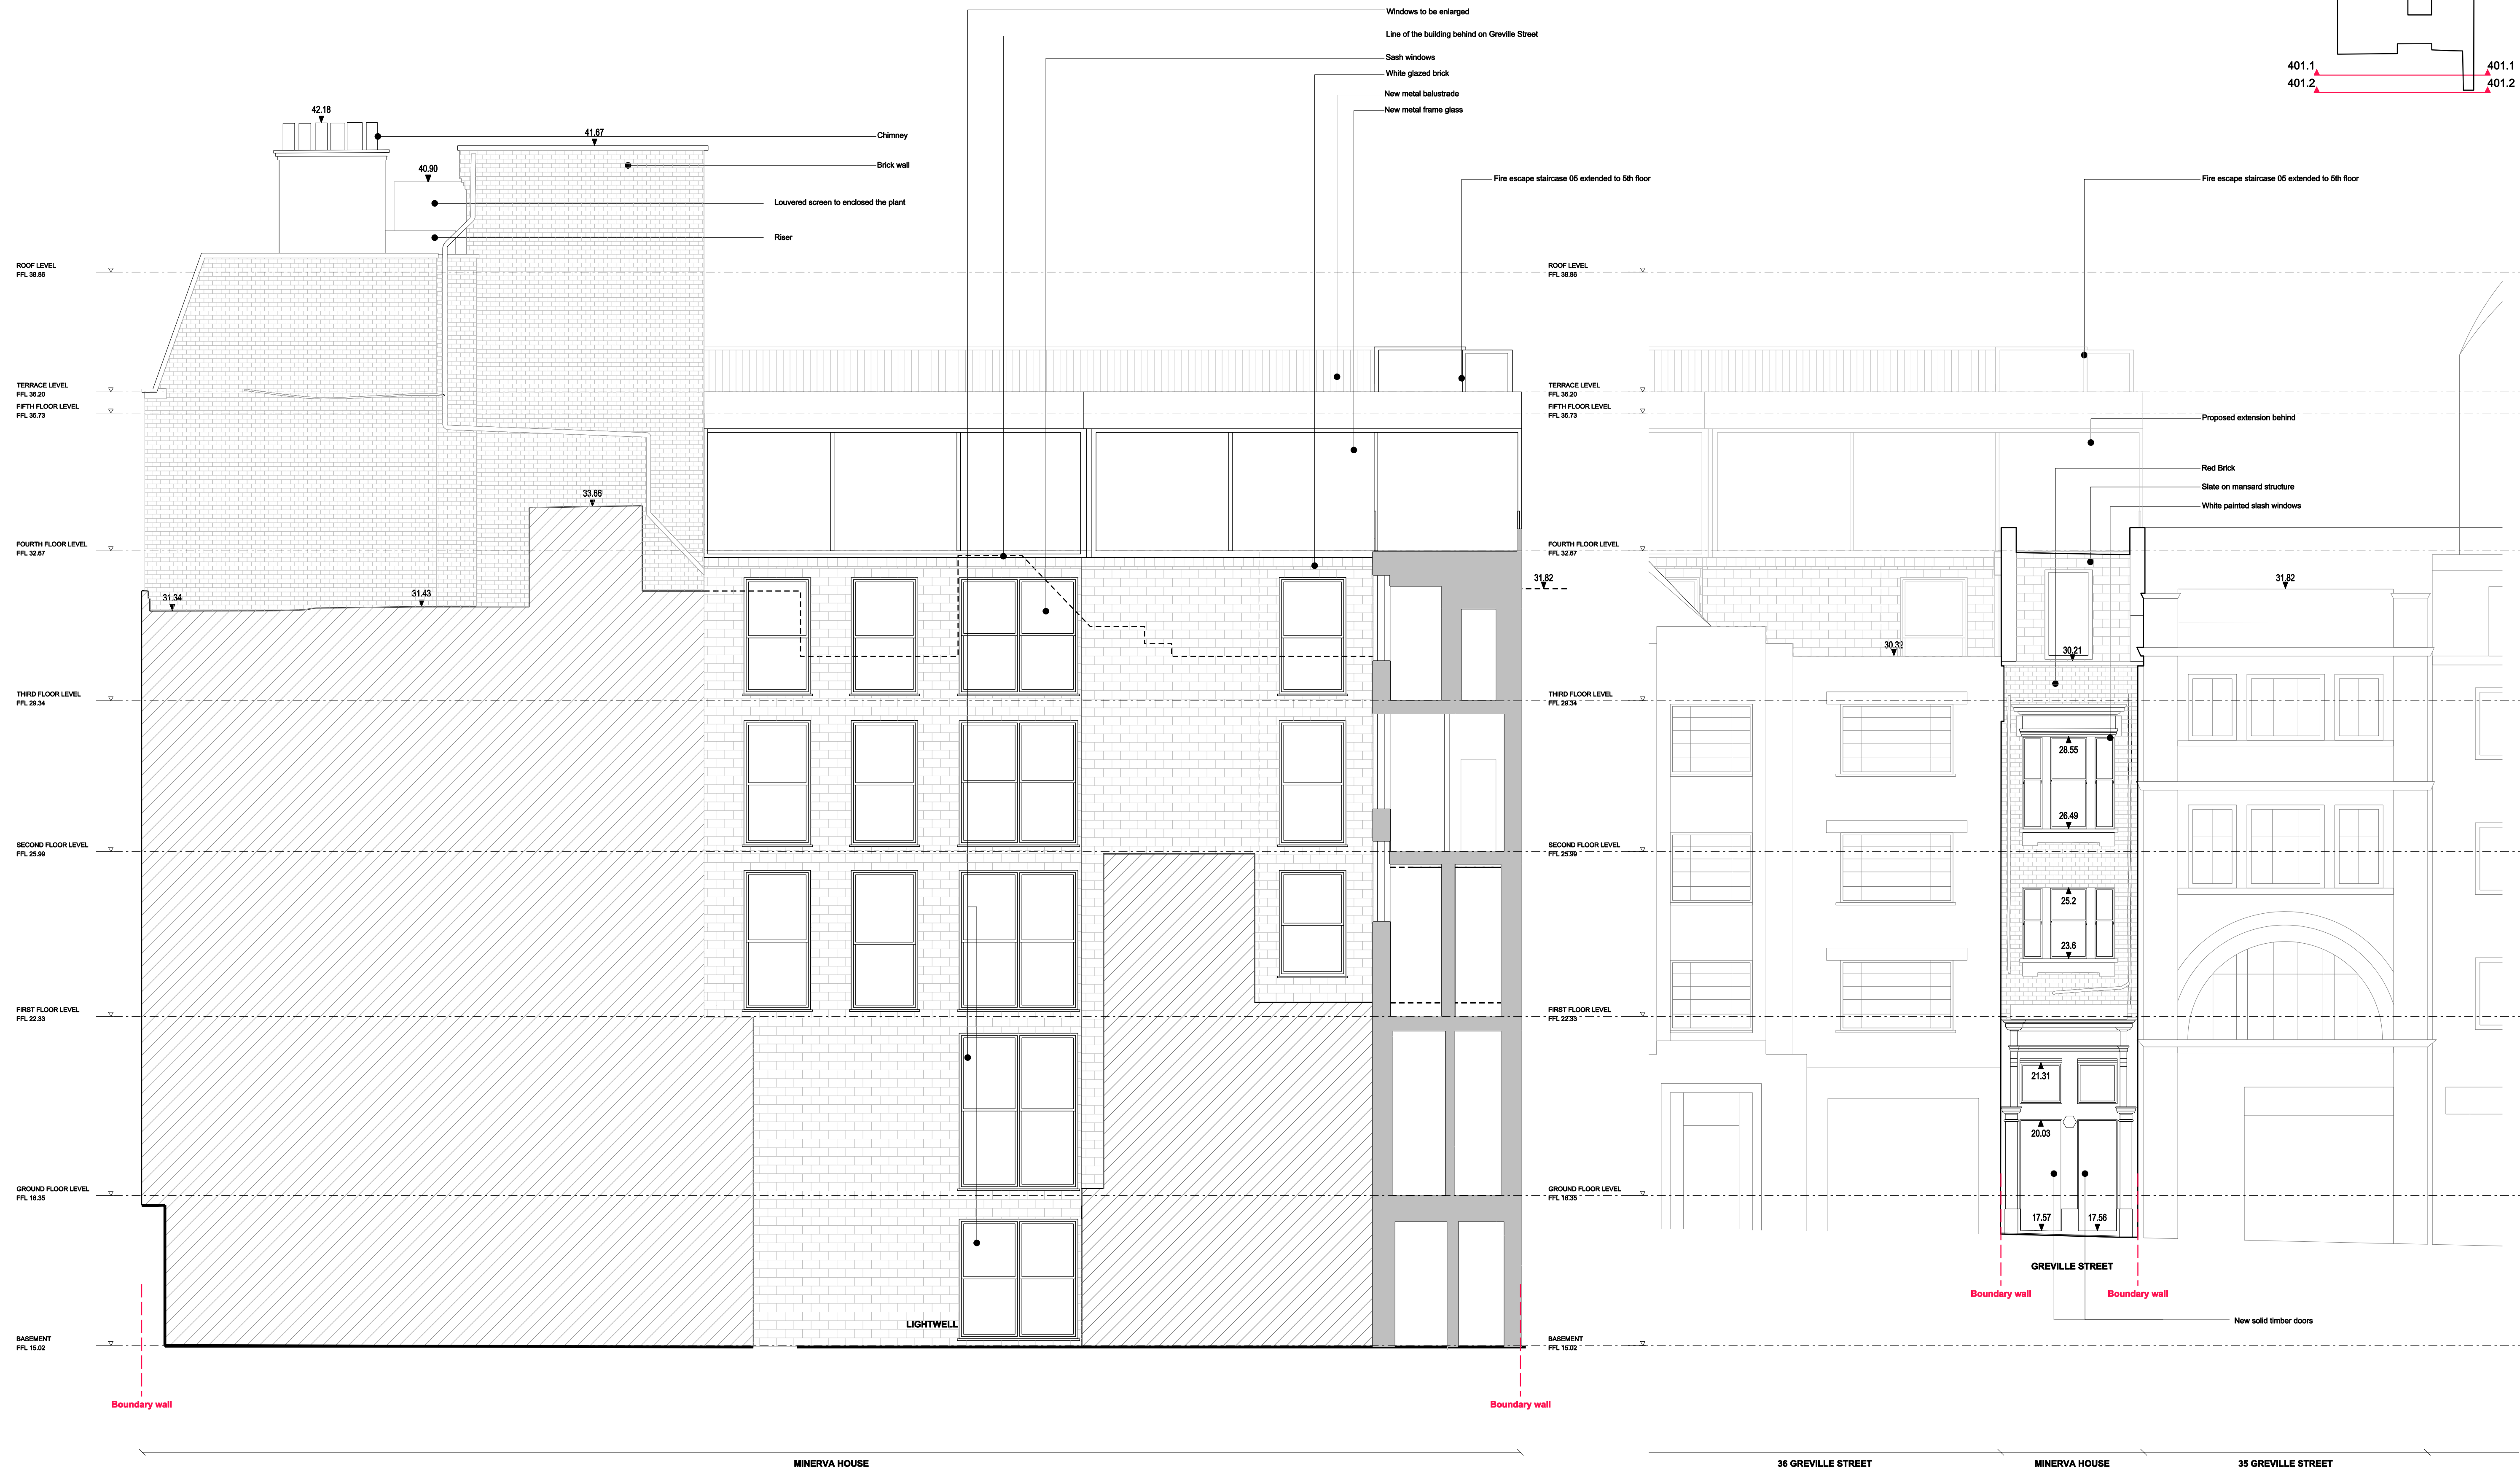 Windows to be enlarged
Line of the building behind on Greville Street
Sash windows
White glazed brick
New metal balustrade
New metal frame glass
401.1
401.1
401.2
401.2
42.18
41.67
40.90
Chimney
Brick wall
Louvered screen to enclosed the plant
Riser
Fire escape staircase 05 extended to 5th floor
Fire escape staircase 05 extended to 5th floor
ROOF LEVEL
FFL 38.86
ROOF LEVEL
FFL 38.86
TERRACE LEVEL
FFL 36.20
FIFTH FLOOR LEVEL
FFL 35.73
TERRACE LEVEL
FFL 36.20
FIFTH FLOOR LEVEL
FFL 35.73
Proposed extension behind
Red Brick
Slate on mansard structure
White painted slash windows
33.66
FOURTH FLOOR LEVEL
FFL 32.67
FOURTH FLOOR LEVEL
FFL 32.67
31.34
31.43
31.82
31.82
30.32
30.21
THIRD FLOOR LEVEL
FFL 29.34
THIRD FLOOR LEVEL
FFL 29.34
28.55
26.49
SECOND FLOOR LEVEL
FFL 25.99
SECOND FLOOR LEVEL
FFL 25.99
25.2
23.6
FIRST FLOOR LEVEL
FFL 22.33
FIRST FLOOR LEVEL
FFL 22.33
21.31
20.03
GROUND FLOOR LEVEL
FFL 18.35
GROUND FLOOR LEVEL
FFL 18.35
17.57
17.56
GREVILLE STREET
Boundary wall
Boundary wall
LIGHTWELL
New solid timber doors
BASEMENT
FFL 15.02
BASEMENT
FFL 15.02
Boundary wall
Boundary wall
MINERVA HOUSE
36 GREVILLE STREET
MINERVA HOUSE
35 GREVILLE STREET